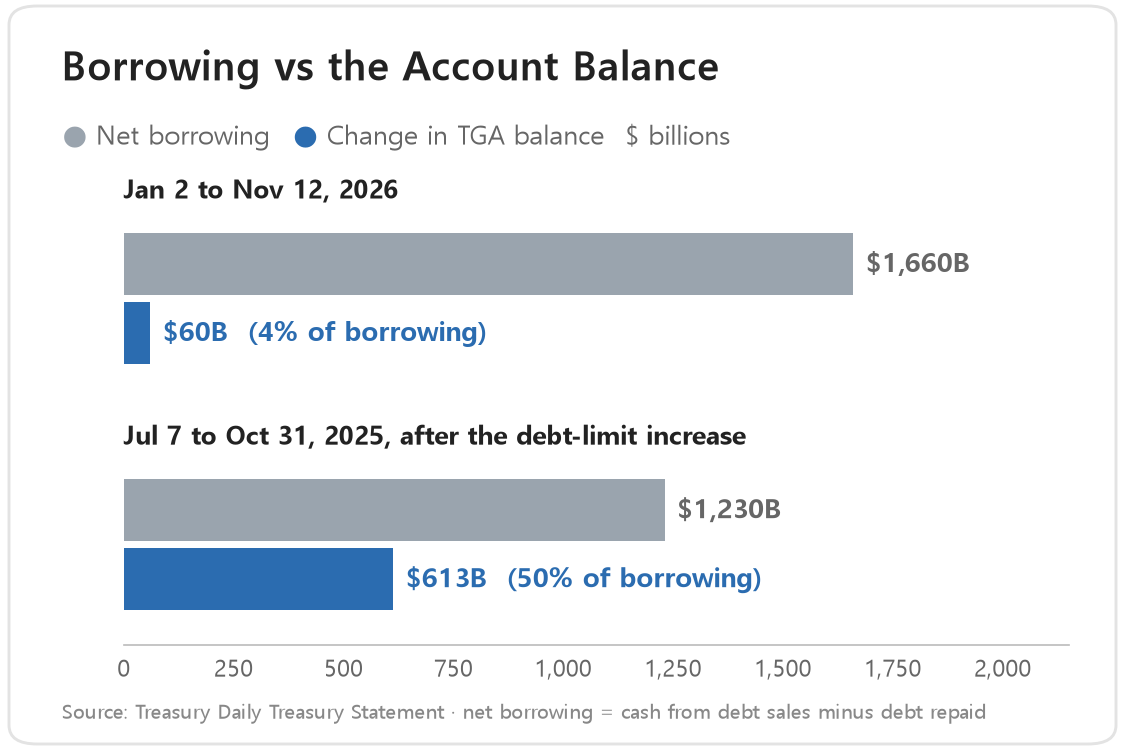 Borrowing vs the Account Balance
Net borrowing Change in TGA balance $ billions
Jan 2 to Nov 12, 2026
$1,660B
$60B (4% of borrowing)
Jul 7 to Oct 31, 2025, after the debt-limit increase
$1,230B
$613B (50% of borrowing)
0 250 500 750 1,000 1,250 1,500 1,750 2,000
Source: Treasury Daily Treasury Statement · net borrowing = cash from debt sales minus debt repaid